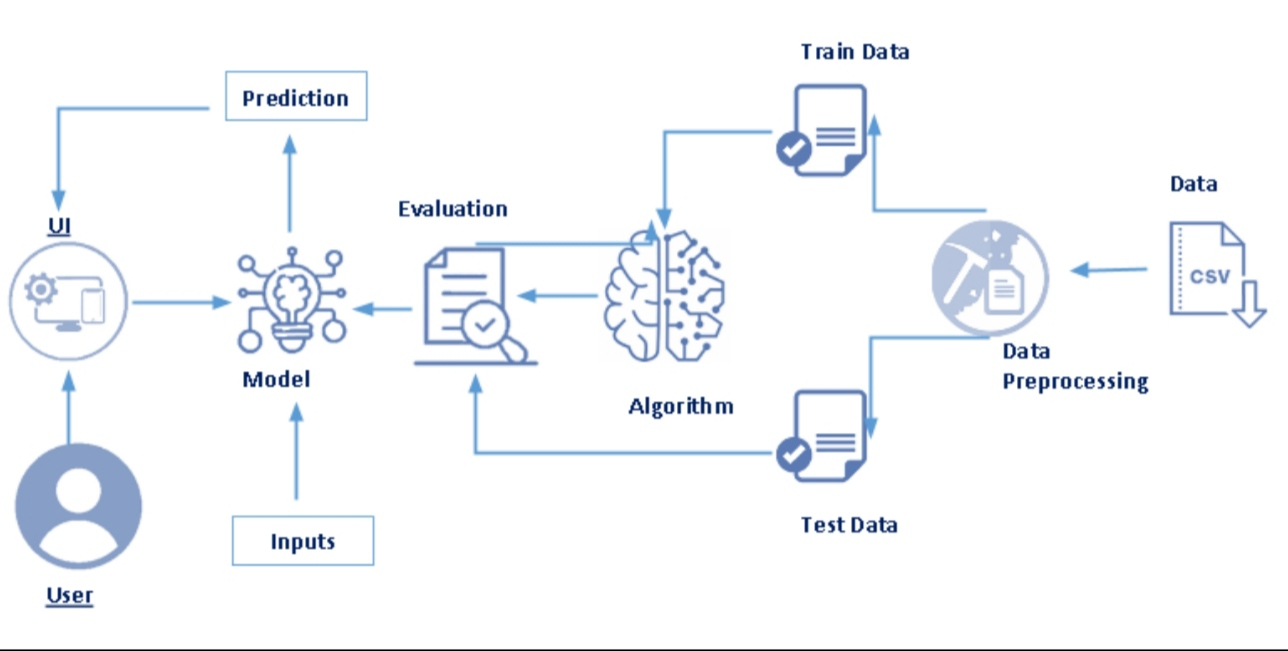 Train Data
Prediction
Data
Evaluation
UI
CSV
Data
Preprocessing
Model
Algorithm
Test Data
Inputs
User